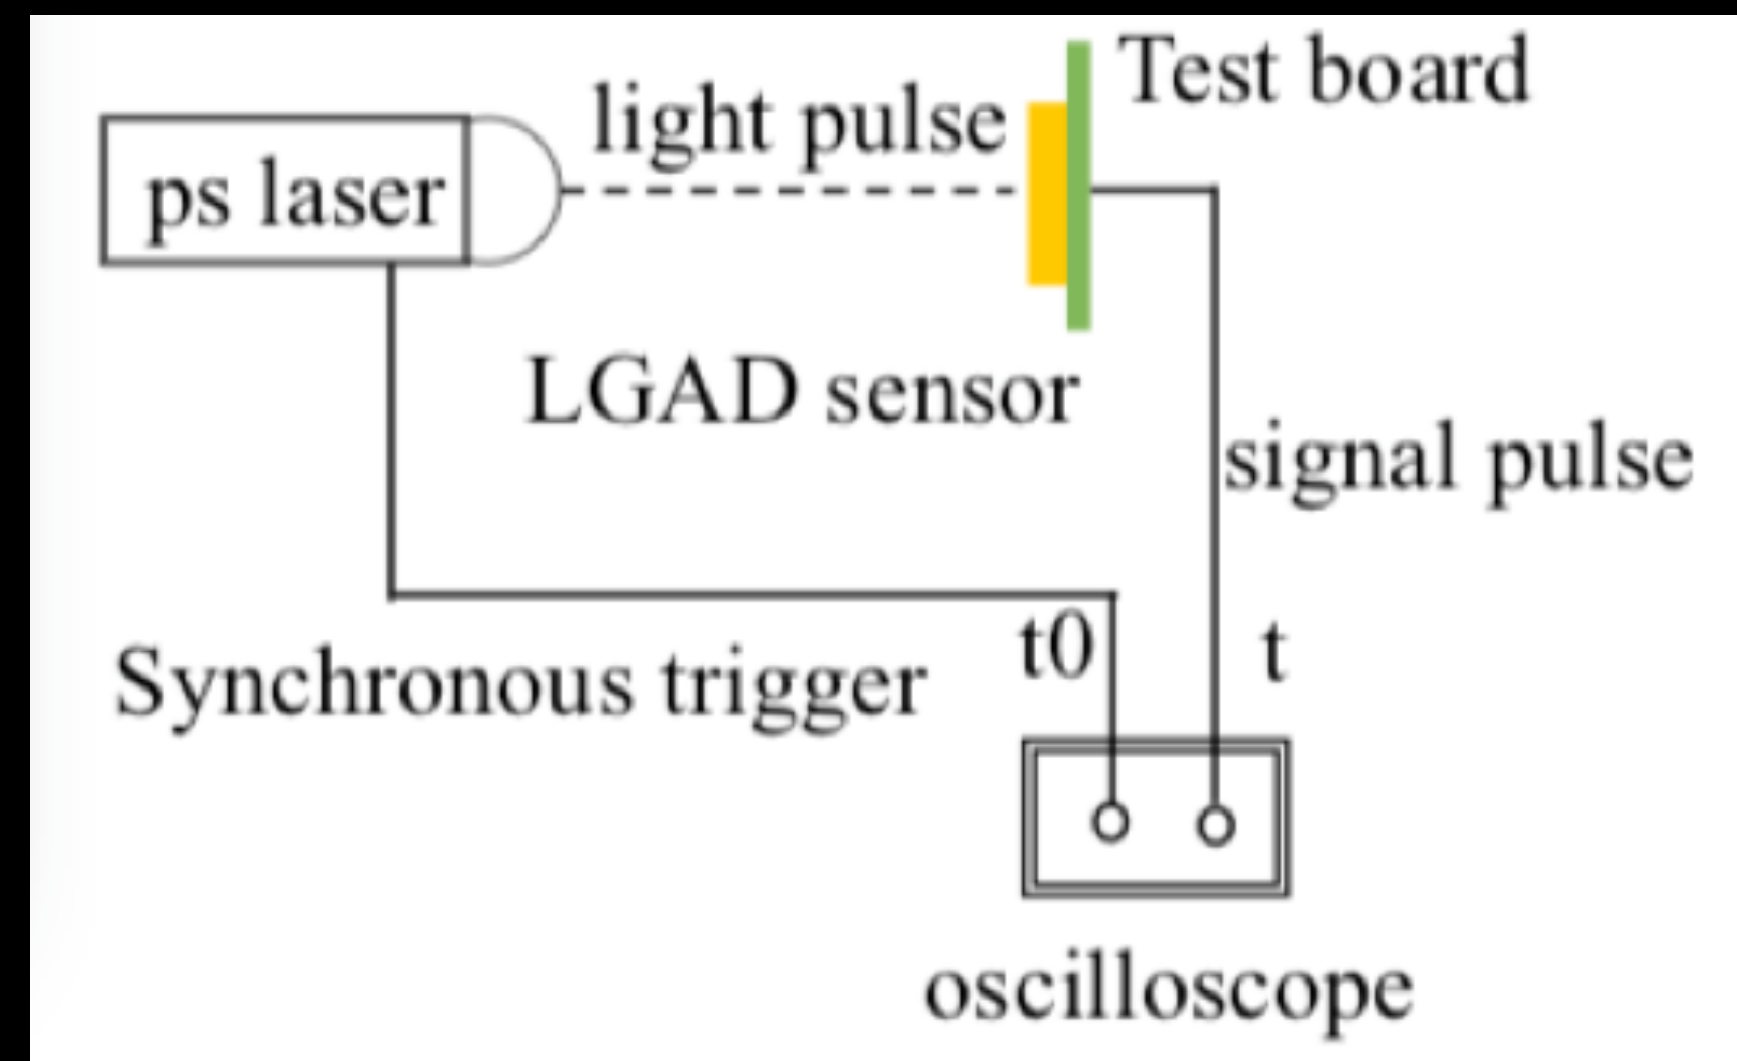 Test board
light pulse
ps laser
LGAD sensor
signal pulse
t0
t
Synchronous trigger
oscilloscope